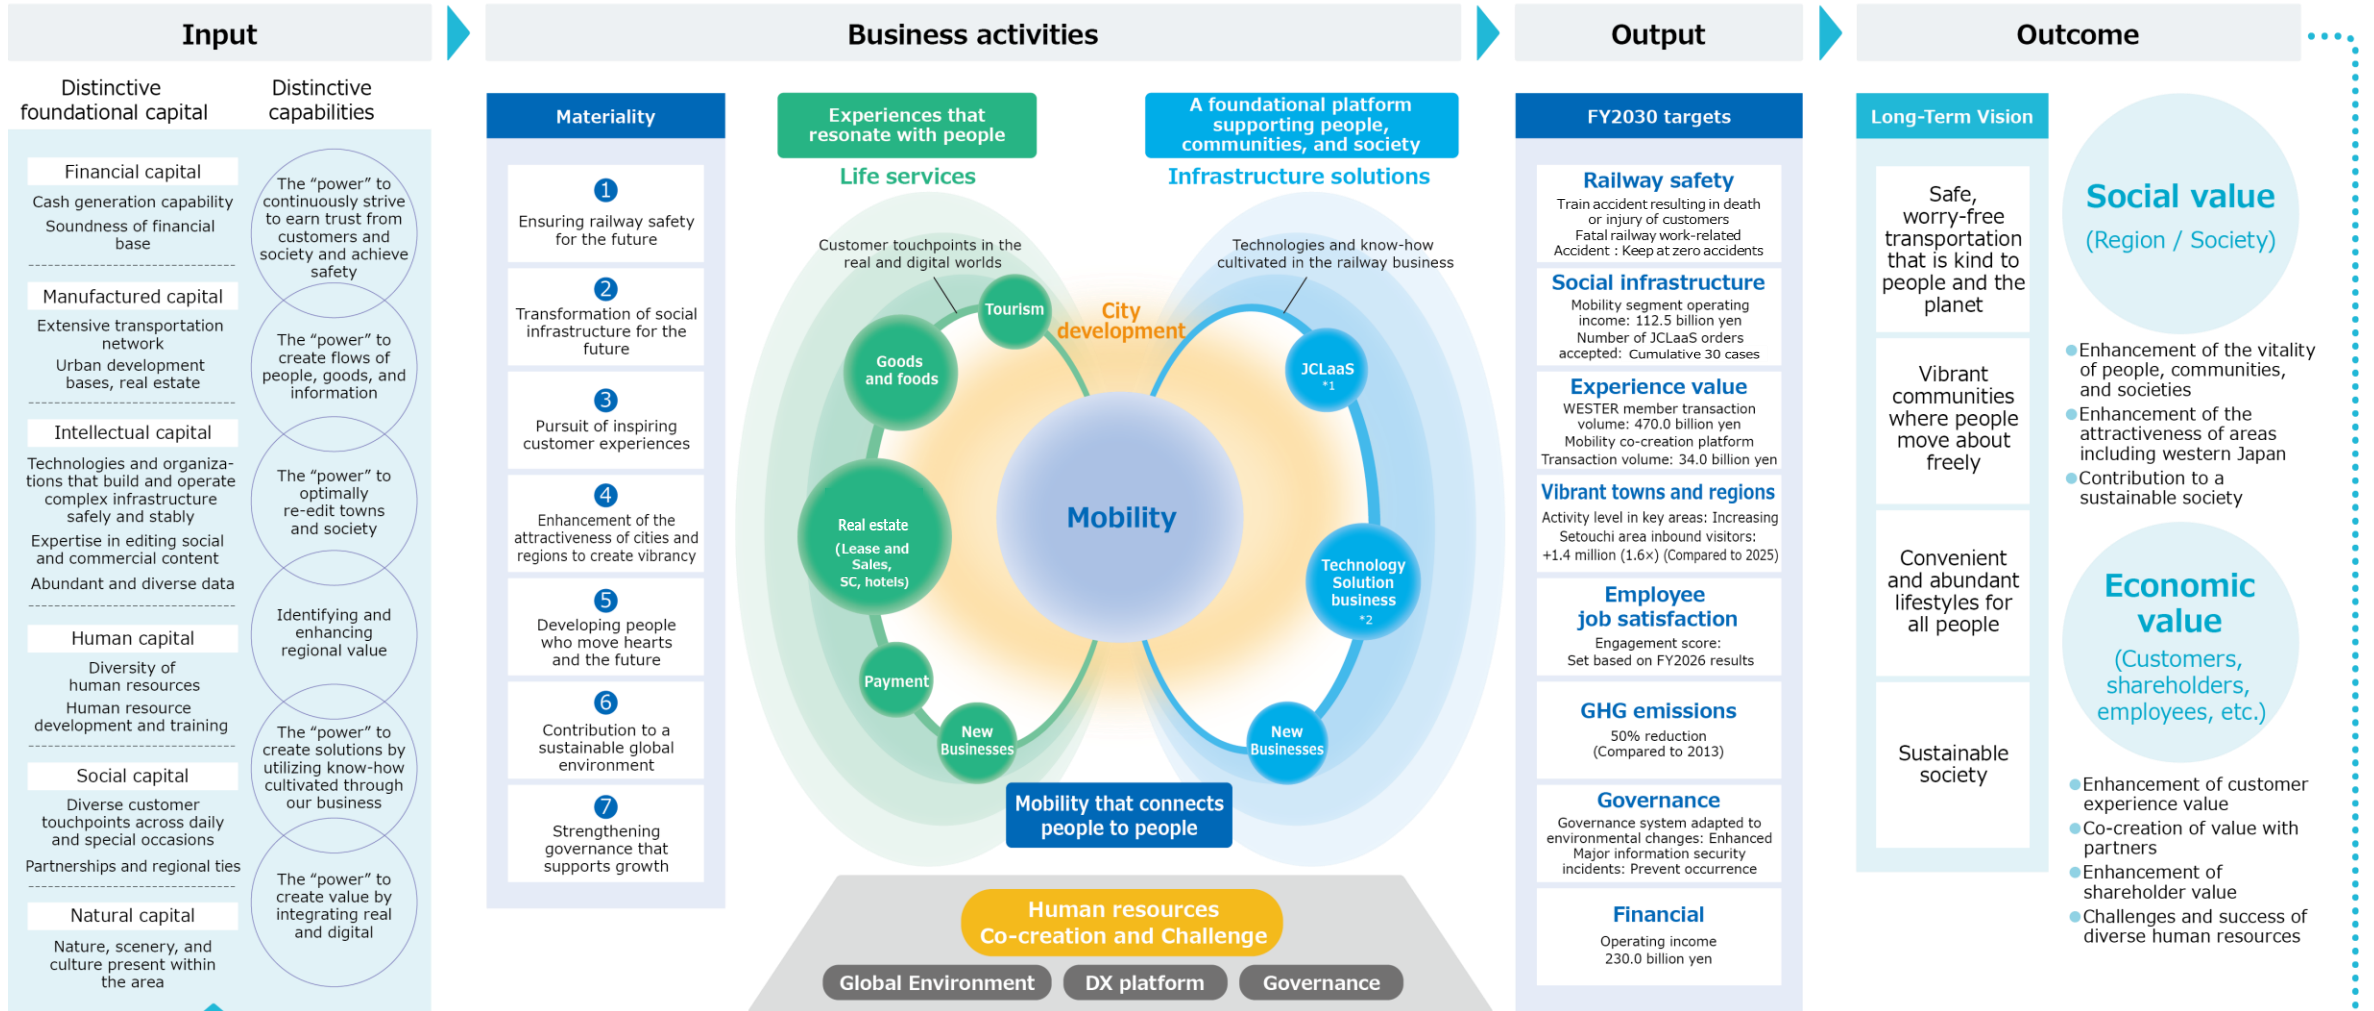 Input
Business activities
Output
Outcome
Distinctive
foundational capital
Distinctive
capabilities
Financial capital
Cash generation capability
Soundness of financial
base
Manufactured capital
Extensive transportation
network
Urban development
bases, real estate
Intellectual capital
Technologies and organiza-
tions that build and operate
complex infrastructure
safely and stably
Expertise in editing social
and commercial content
Abundant and diverse data
Human capital
Diversity of
human resources
Human resource
development and training
Social capital
Diverse customer
touchpoints across daily
and special occasions
Partnerships and regional ties
Natural capital
Nature, scenery, and
culture present within
the area
The “power” to
continuously strive
to earn trust from
customers and
society and achieve
safety
The “power” to
create flows of
people, goods, and
information
The “power” to
optimally
re-edit towns
and society
Identifying and
enhancing
regional value
The “power” to
create solutions by
utilizing know-how
cultivated through
our business
The “power” to
create value by
integrating real
and digital
Materiality
1
Ensuring railway safety
for the future
2
Transformation of social
infrastructure for the
future
3
Pursuit of inspiring
customer experiences
4
Enhancement of the
attractiveness of cities and
regions to create vibrancy
5
Developing people
who move hearts
and the future
6
Contribution to a
sustainable global
environment
7
Strengthening
governance that
supports growth
Experiences that
resonate with people
Life services
Customer touchpoints in the
real and digital worlds
Tourism
Goods
and foods
Real estate
(Lease and
Sales,
SC, hotels)
Payment
New
Businesses
City
development
Mobility
A foundational platform
supporting people,
communities, and society
Infrastructure solutions
Technologies and know-how
cultivated in the railway business
JCLaaS
*1
Technology
Solution
business
*2
New
Businesses
Mobility that connects
people to people
Human resources
Co-creation and Challenge
Global Environment
DX platform
Governance
FY2030 targets
Railway safety
Train accident resulting in death
or injury of customers
Fatal railway work-related
Accident : Keep at zero accidents
Social infrastructure
Mobility segment operating
income: 112.5 billion yen
Number of JCLaaS orders
accepted: Cumulative 30 cases
Experience value
WESTER member transaction
volume: 470.0 billion yen
Mobility co-creation platform
Transaction volume: 34.0 billion yen
Vibrant towns and regions
Activity level in key areas: Increasing
Setouchi area inbound visitors:
+1.4 million (1.6×) (Compared to 2025)
Employee
job satisfaction
Engagement score:
Set based on FY2026 results
GHG emissions
50% reduction
(Compared to 2013)
Governance
Governance system adapted to
environmental changes: Enhanced
Major information security
incidents: Prevent occurrence
Financial
Operating income
230.0 billion yen
Long-Term Vision
Safe,
worry-free
transportation
that is kind to
people and the
planet
Vibrant
communities
where people
move about
freely
Convenient
and abundant
lifestyles for
all people
Sustainable
society
Social value
(Region / Society)
●Enhancement of the vitality
of people, communities,
and societies
●Enhancement of the
attractiveness of areas
including western Japan
●Contribution to a
sustainable society
Economic
value
(Customers,
shareholders,
employees, etc.)
●Enhancement of customer
experience value
●Co-creation of value with
partners
●Enhancement of
shareholder value
●Challenges and success of
diverse human resources